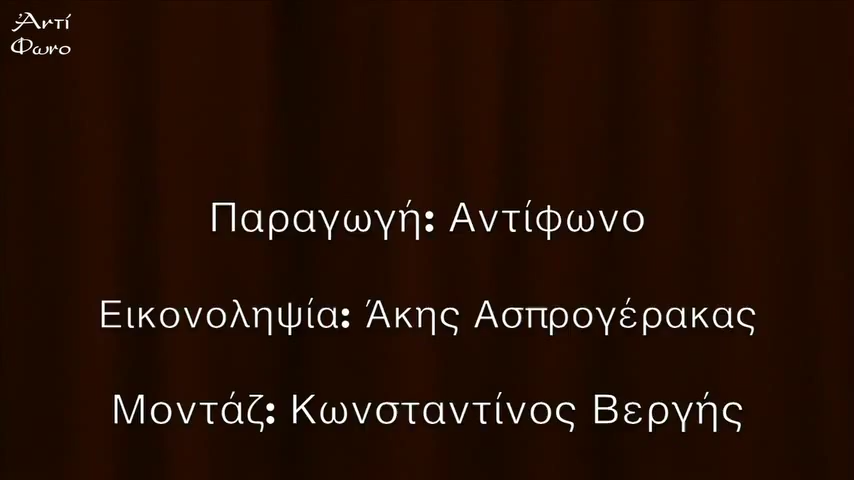 Ἀντί
Φωνο
Παραγωγή: Αντίφωνο
Εικονοληψία: Άκης Ασπρογέρακας
Μοντάζ: Κωνσταντίνος Βεργής